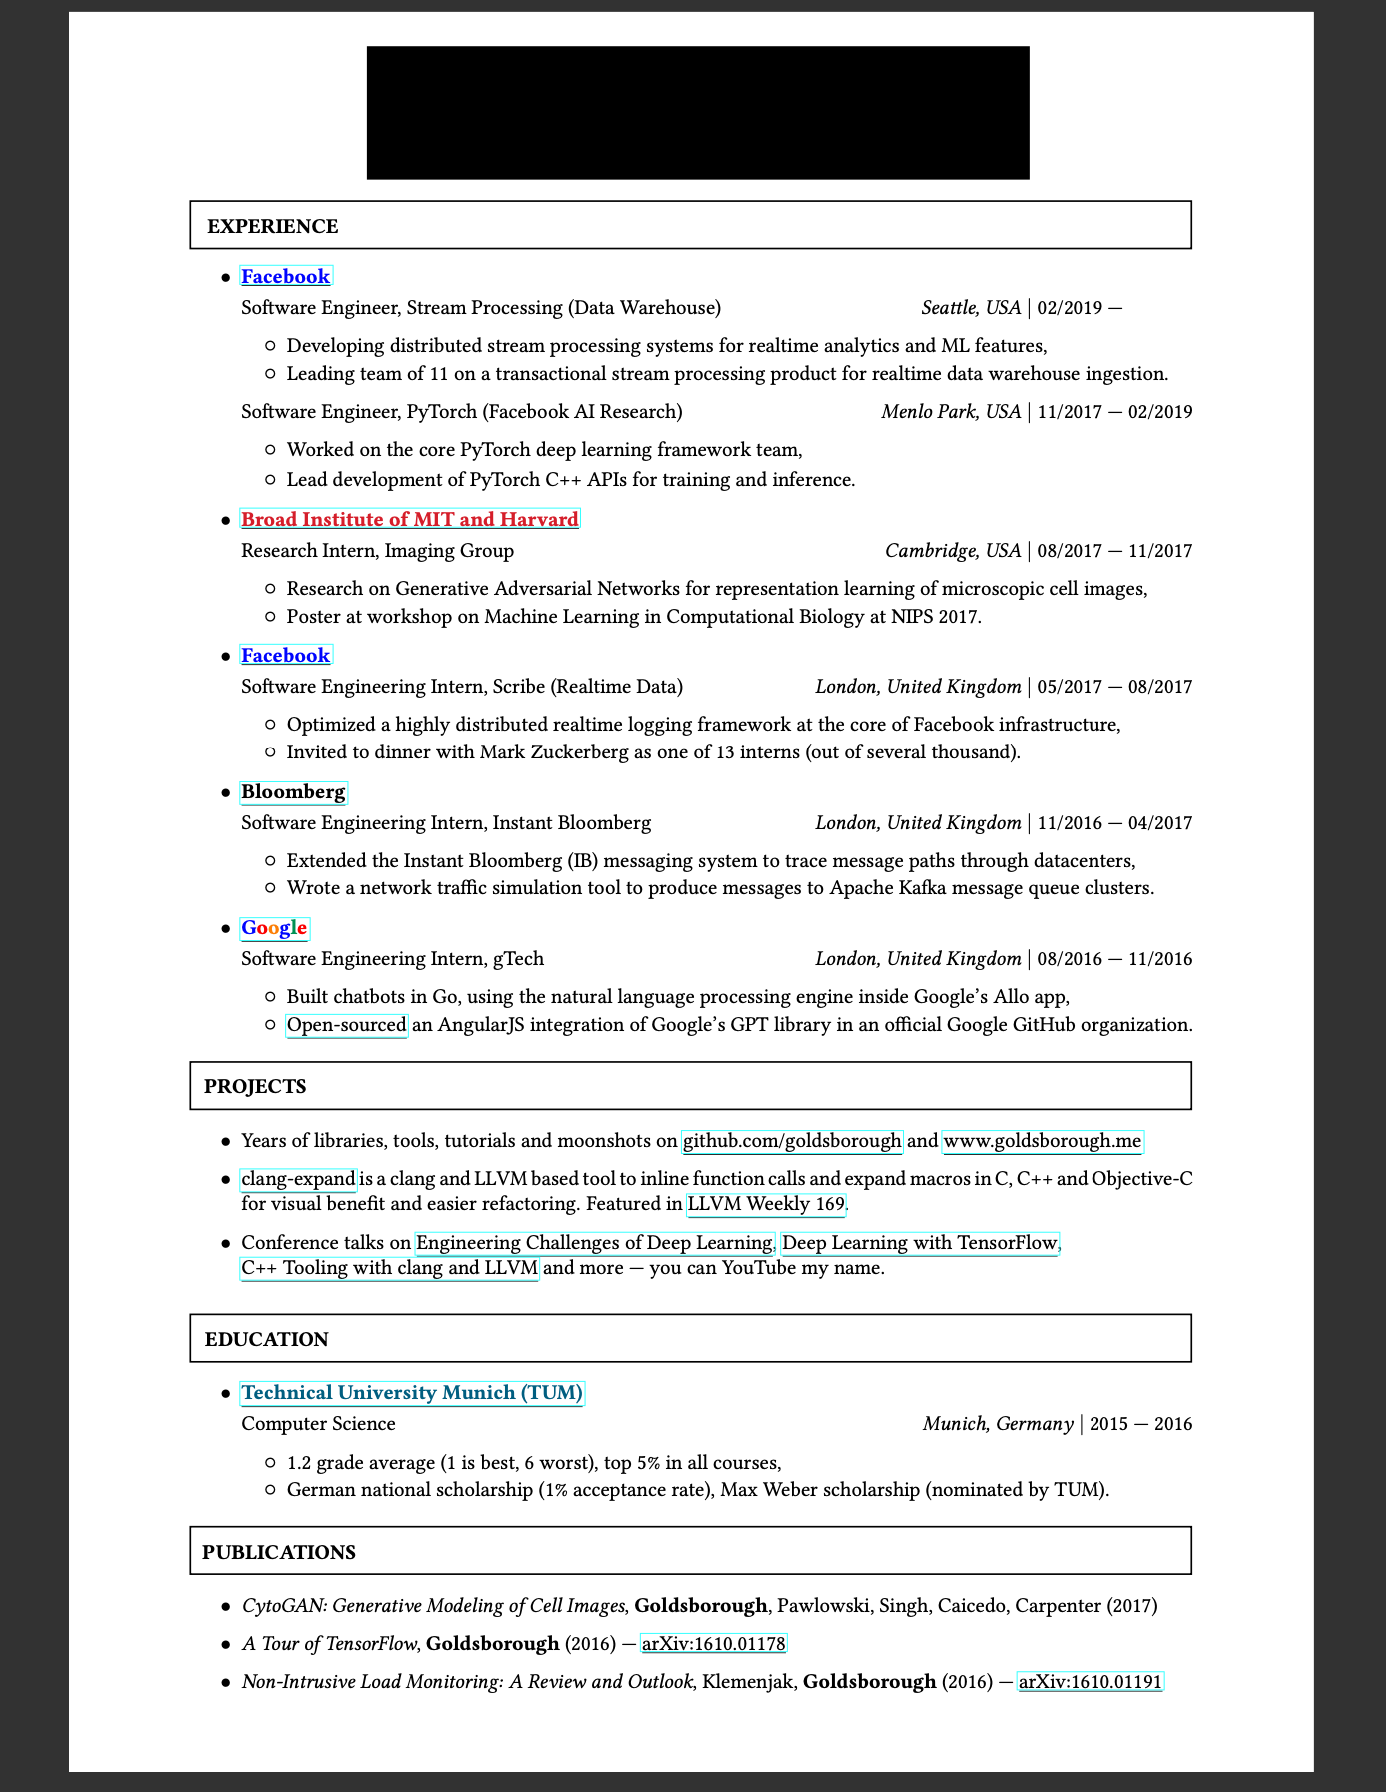 EXPERIENCE
• Facebook
Software Engineer, Stream Processing (Data Warehouse) Seattle, USA | 02/2019 —
◦ Developing distributed stream processing systems for realtime analytics and ML features,
◦ Leading team of 11 on a transactional stream processing product for realtime data warehouse ingestion.
Software Engineer, PyTorch (Facebook AI Research) Menlo Park, USA | 11/2017 — 02/2019
◦ Worked on the core PyTorch deep learning framework team,
◦ Lead development of PyTorch C++ APIs for training and inference.
• Broad Institute of MIT and Harvard
Research Intern, Imaging Group Cambridge, USA | 08/2017 — 11/2017
◦ Research on Generative Adversarial Networks for representation learning of microscopic cell images,
◦ Poster at workshop on Machine Learning in Computational Biology at NIPS 2017.
• Facebook
Software Engineering Intern, Scribe (Realtime Data) London, United Kingdom | 05/2017 — 08/2017
◦ Optimized a highly distributed realtime logging framework at the core of Facebook infrastructure,
◦ Invited to dinner with Mark Zuckerberg as one of 13 interns (out of several thousand).
• Bloomberg
Software Engineering Intern, Instant Bloomberg London, United Kingdom | 11/2016 — 04/2017
◦ Extended the Instant Bloomberg (IB) messaging system to trace message paths through datacenters,
◦ Wrote a network traffic simulation tool to produce messages to Apache Kafka message queue clusters.
• Google
Software Engineering Intern, gTech London, United Kingdom | 08/2016 — 11/2016
◦ Built chatbots in Go, using the natural language processing engine inside Google's Allo app,
◦ Open-sourced an AngularJS integration of Google's GPT library in an official Google GitHub organization.
PROJECTS
• Years of libraries, tools, tutorials and moonshots on github.com/goldsborough and www.goldsborough.me
• clang-expand is a clang and LLVM based tool to inline function calls and expand macros in C, C++ and Objective-C
for visual benefit and easier refactoring. Featured in LLVM Weekly 169.
• Conference talks on Engineering Challenges of Deep Learning, Deep Learning with TensorFlow,
C++ Tooling with clang and LLVM and more — you can YouTube my name.
EDUCATION
• Technical University Munich (TUM)
Computer Science Munich, Germany | 2015 — 2016
◦ 1.2 grade average (1 is best, 6 worst), top 5% in all courses,
◦ German national scholarship (1% acceptance rate), Max Weber scholarship (nominated by TUM).
PUBLICATIONS
• CytoGAN: Generative Modeling of Cell Images, Goldsborough, Pawlowski, Singh, Caicedo, Carpenter (2017)
• A Tour of TensorFlow, Goldsborough (2016) — arXiv:1610.01178
• Non-Intrusive Load Monitoring: A Review and Outlook, Klemenjak, Goldsborough (2016) — arXiv:1610.01191